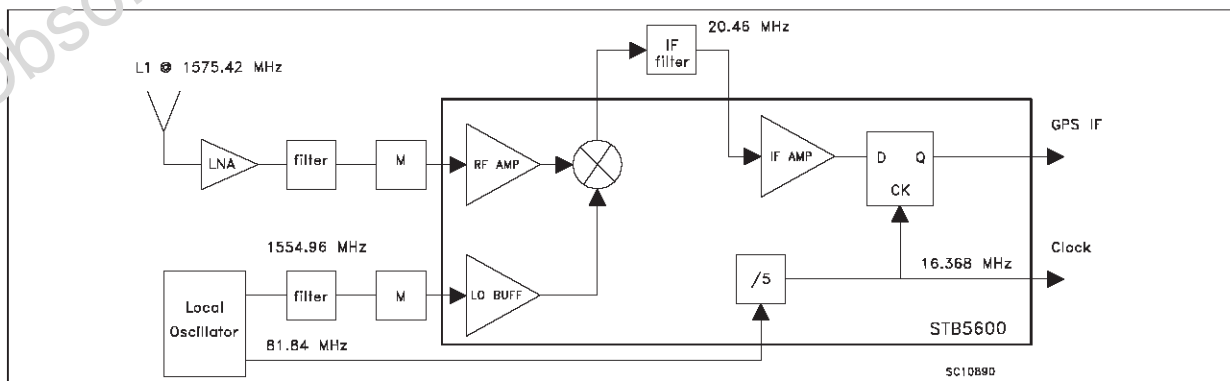 obsol
20.46 MHz
IF
filter
L1 @ 1575.42 MHz
GPS IF
LNA
filter
M
RF AMP
IF AMP
D Q
CK
1554.96 MHz
Clock
16.368 MHz
/5
filter
M
LO BUFF
Local
Oscillator
81.84 MHz
STB5600
SC10890